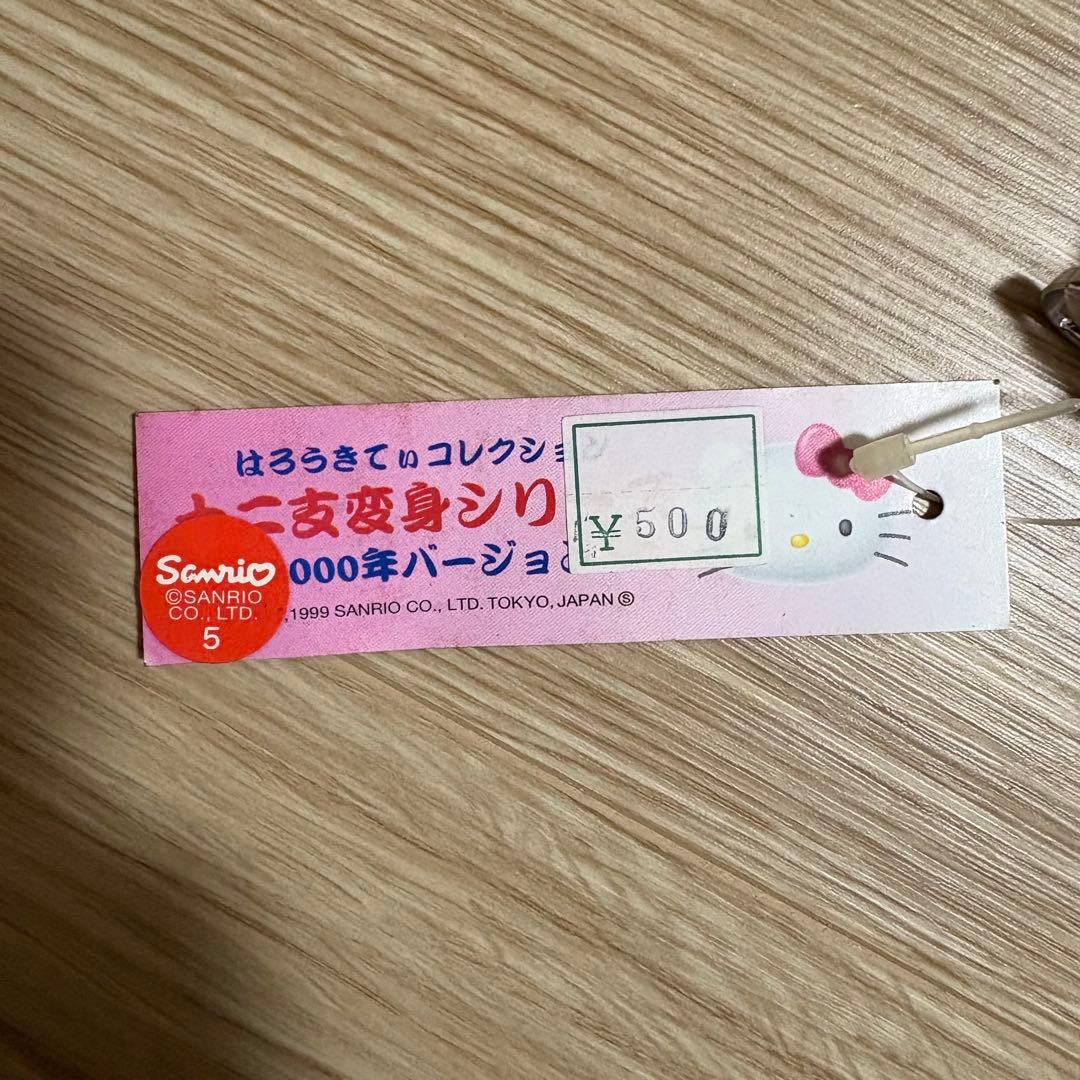 はろうきてぃコレクショ
十二支変身シリ
000年バージョ
,1999 SANRIO CO., LTD. TOKYO, JAPAN Ⓢ
¥500
Sanrio
©SANRIO
CO., LTD.
5